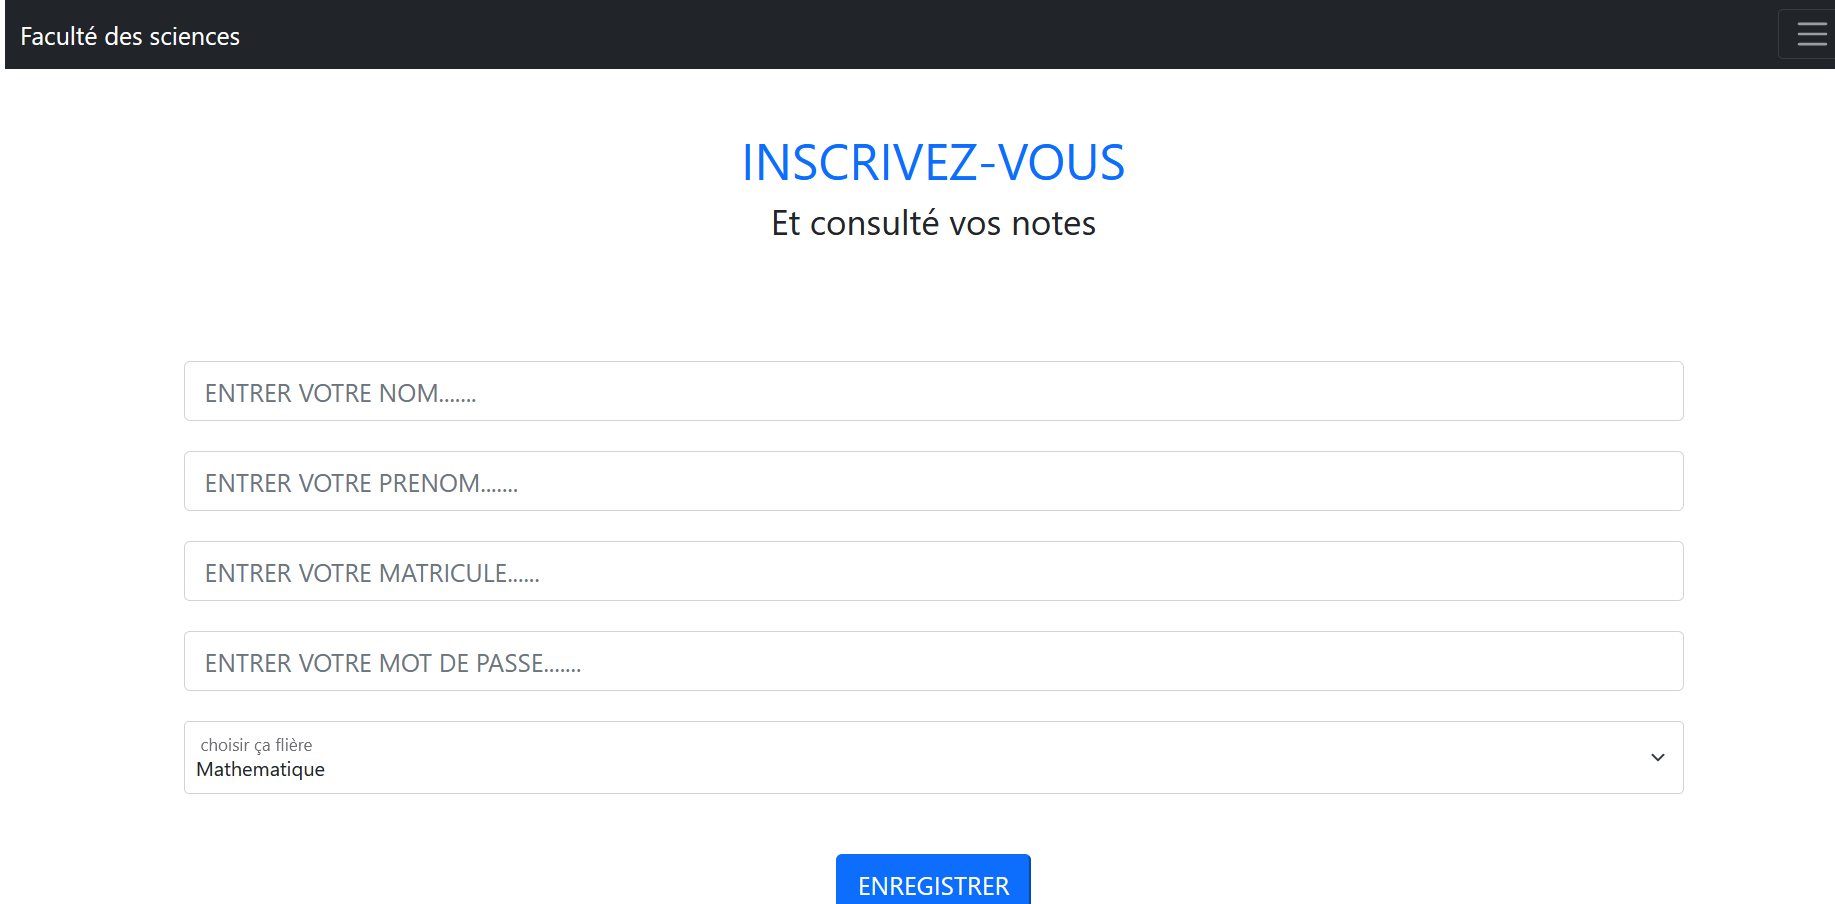 Faculté des sciences
INSCRIVEZ-VOUS
Et consulté vos notes
ENTRER VOTRE NOM.......
ENTRER VOTRE PRENOM.......
ENTRER VOTRE MATRICULE......
ENTRER VOTRE MOT DE PASSE.......
choisir ça flière
Mathematique
ENREGISTRER